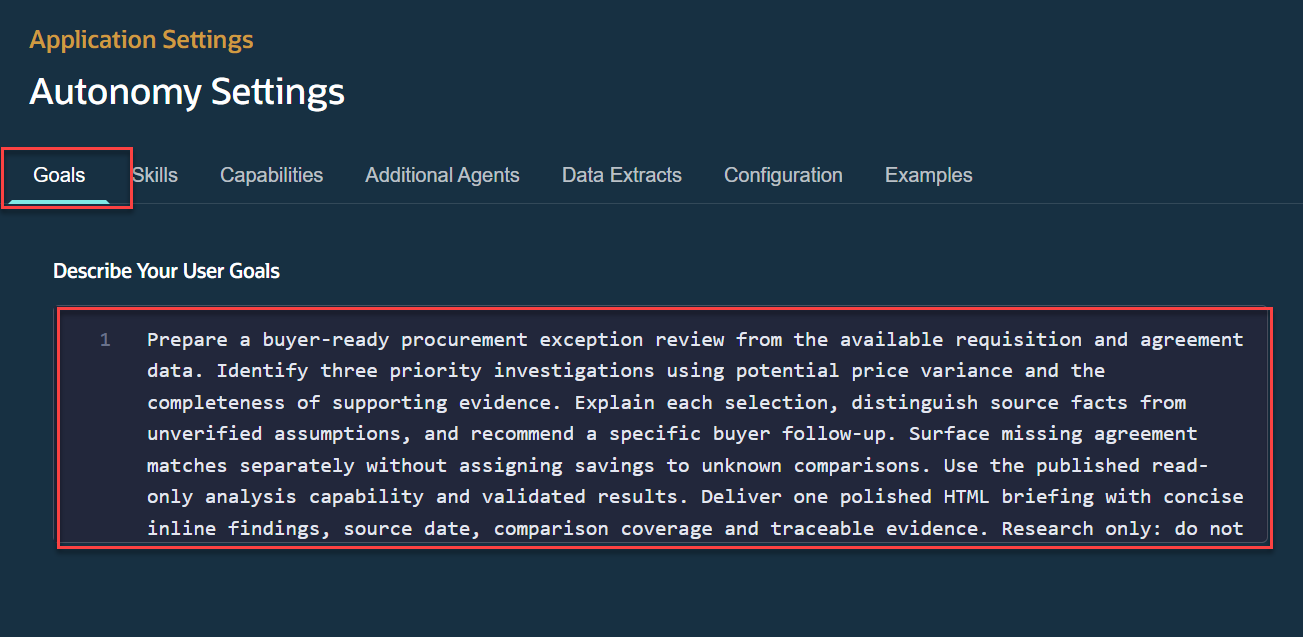 Application Settings
Autonomy Settings
Goals Skills Capabilities Additional Agents Data Extracts Configuration Examples
Describe Your User Goals
1 Prepare a buyer-ready procurement exception review from the available requisition and agreement
data. Identify three priority investigations using potential price variance and the
completeness of supporting evidence. Explain each selection, distinguish source facts from
unverified assumptions, and recommend a specific buyer follow-up. Surface missing agreement
matches separately without assigning savings to unknown comparisons. Use the published read-
only analysis capability and validated results. Deliver one polished HTML briefing with concise
inline findings, source date, comparison coverage and traceable evidence. Research only: do not